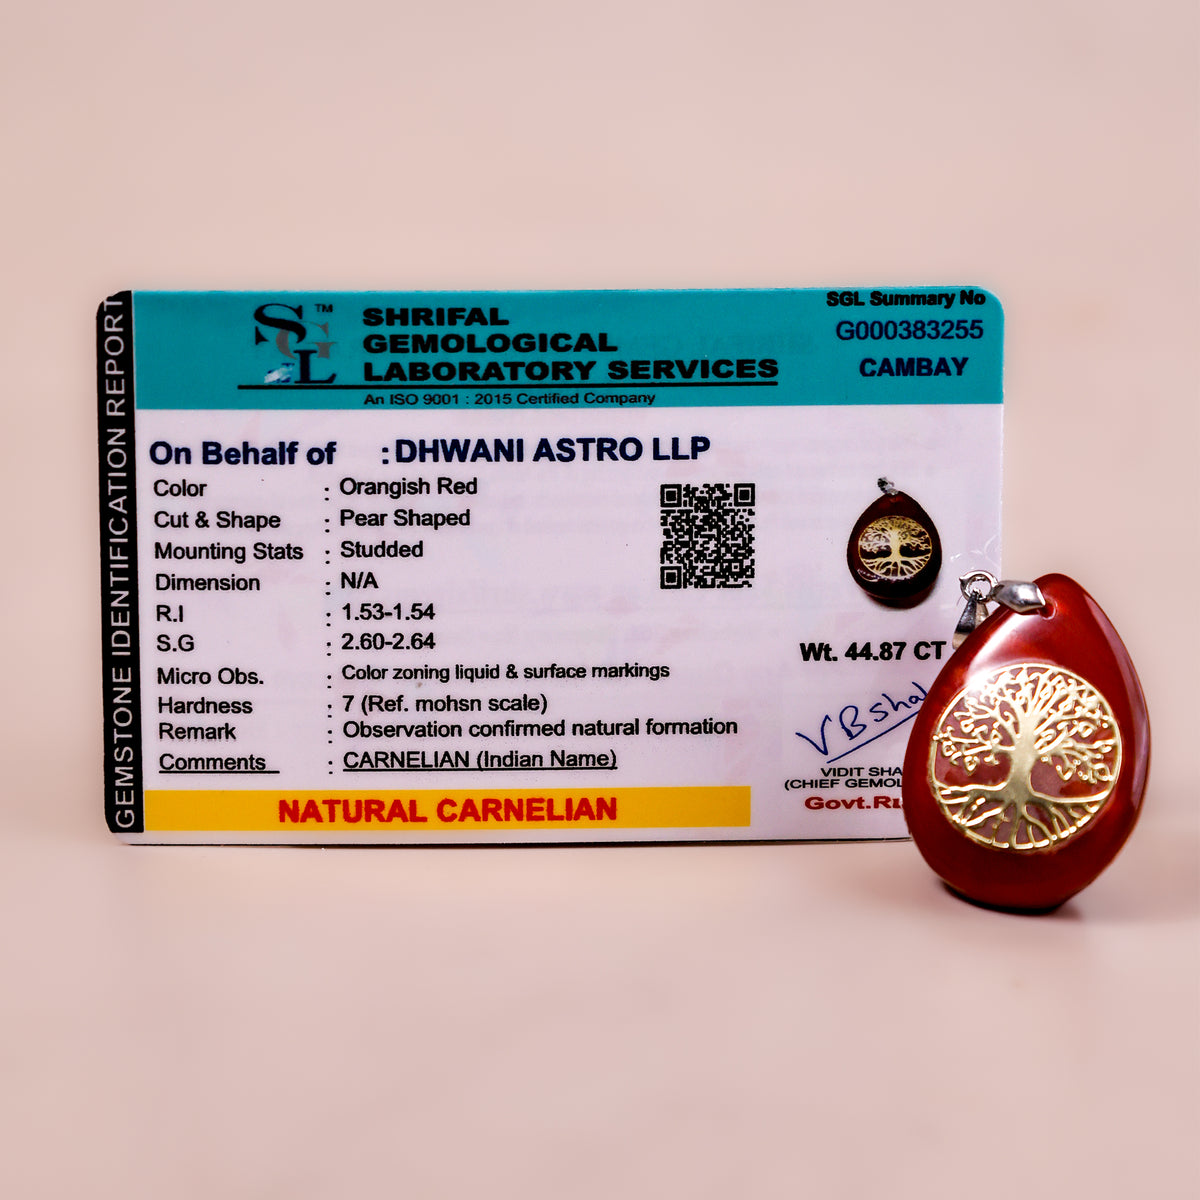 GEMSTONE IDENTIFICATION REPORT
SGL TM
SHRIFAL
GEMOLOGICAL
LABORATORY SERVICES
An ISO 9001 : 2015 Certified Company
SGL Summary No
G000383255
CAMBAY
On Behalf of : DHWANI ASTRO LLP
Color : Orangish Red
Cut & Shape : Pear Shaped
Mounting Stats : Studded
Dimension : N/A
R.I : 1.53-1.54
S.G : 2.60-2.64
Micro Obs. : Color zoning liquid & surface markings
Hardness : 7 (Ref. mohsn scale)
Remark : Observation confirmed natural formation
Comments : CARNELIAN (Indian Name)
NATURAL CARNELIAN
Wt. 44.87 CT
VIDIT
(CHIEF